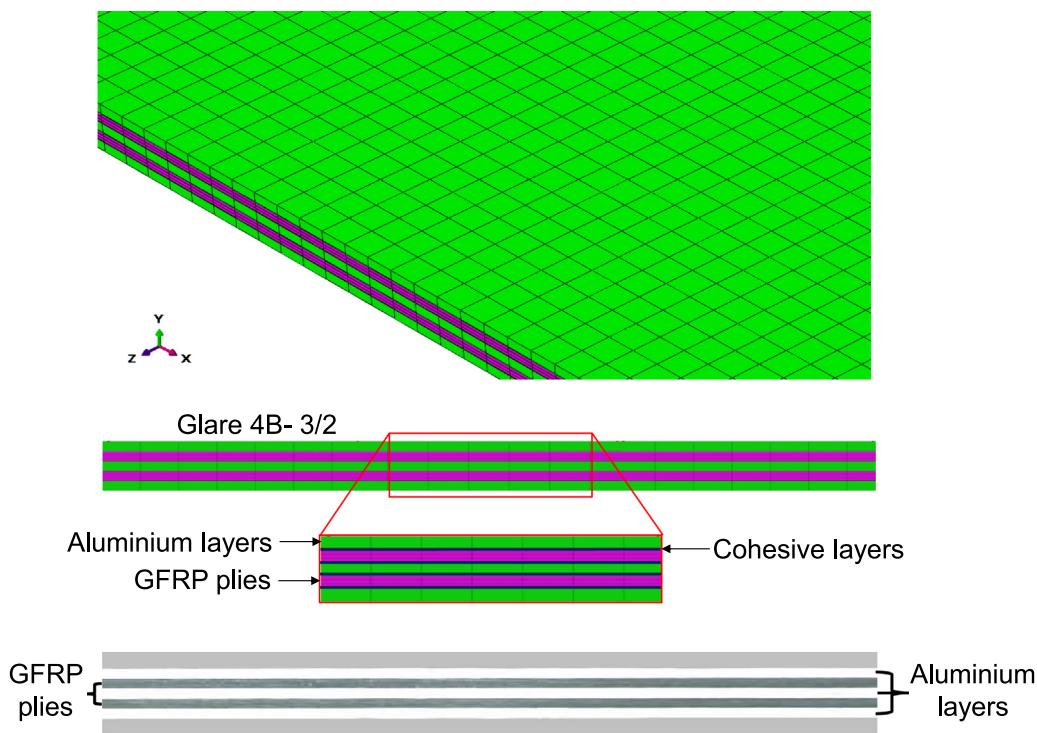 Y
Z
X
Glare 4B- 3/2
Aluminium layers
Cohesive layers
GFRP plies
GFRP
plies
Aluminium
layers